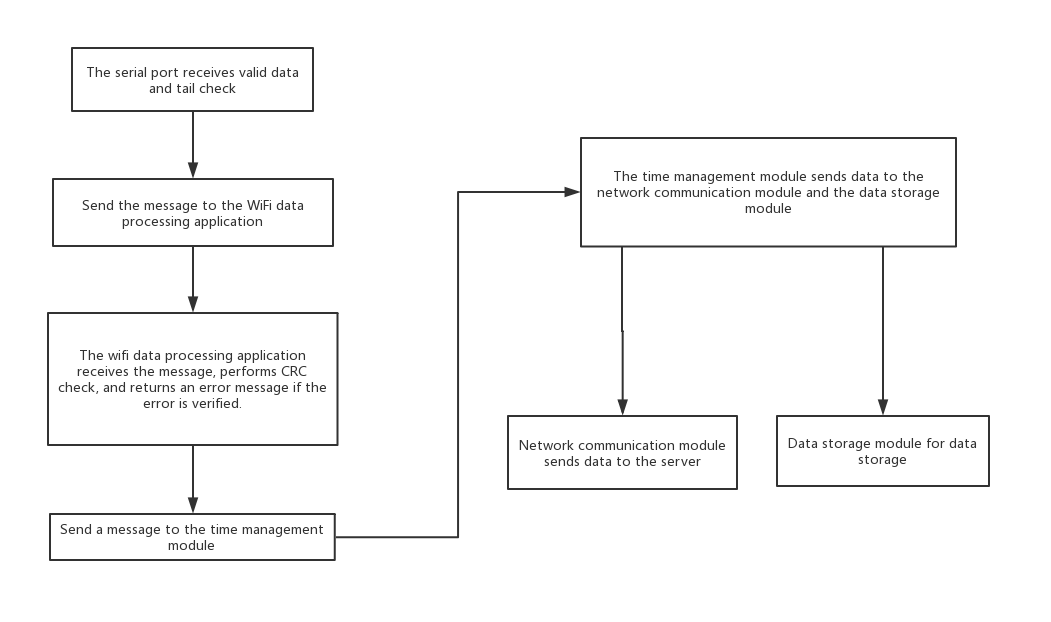 The serial port receives valid data
and tail check
Send the message to the WiFi data
processing application
The wifi data processing application
receives the message, performs CRC
check, and returns an error message if the
error is verified.
Send a message to the time management
module
The time management module sends data to the
network communication module and the data storage
module
Network communication module
sends data to the server
Data storage module for data
storage